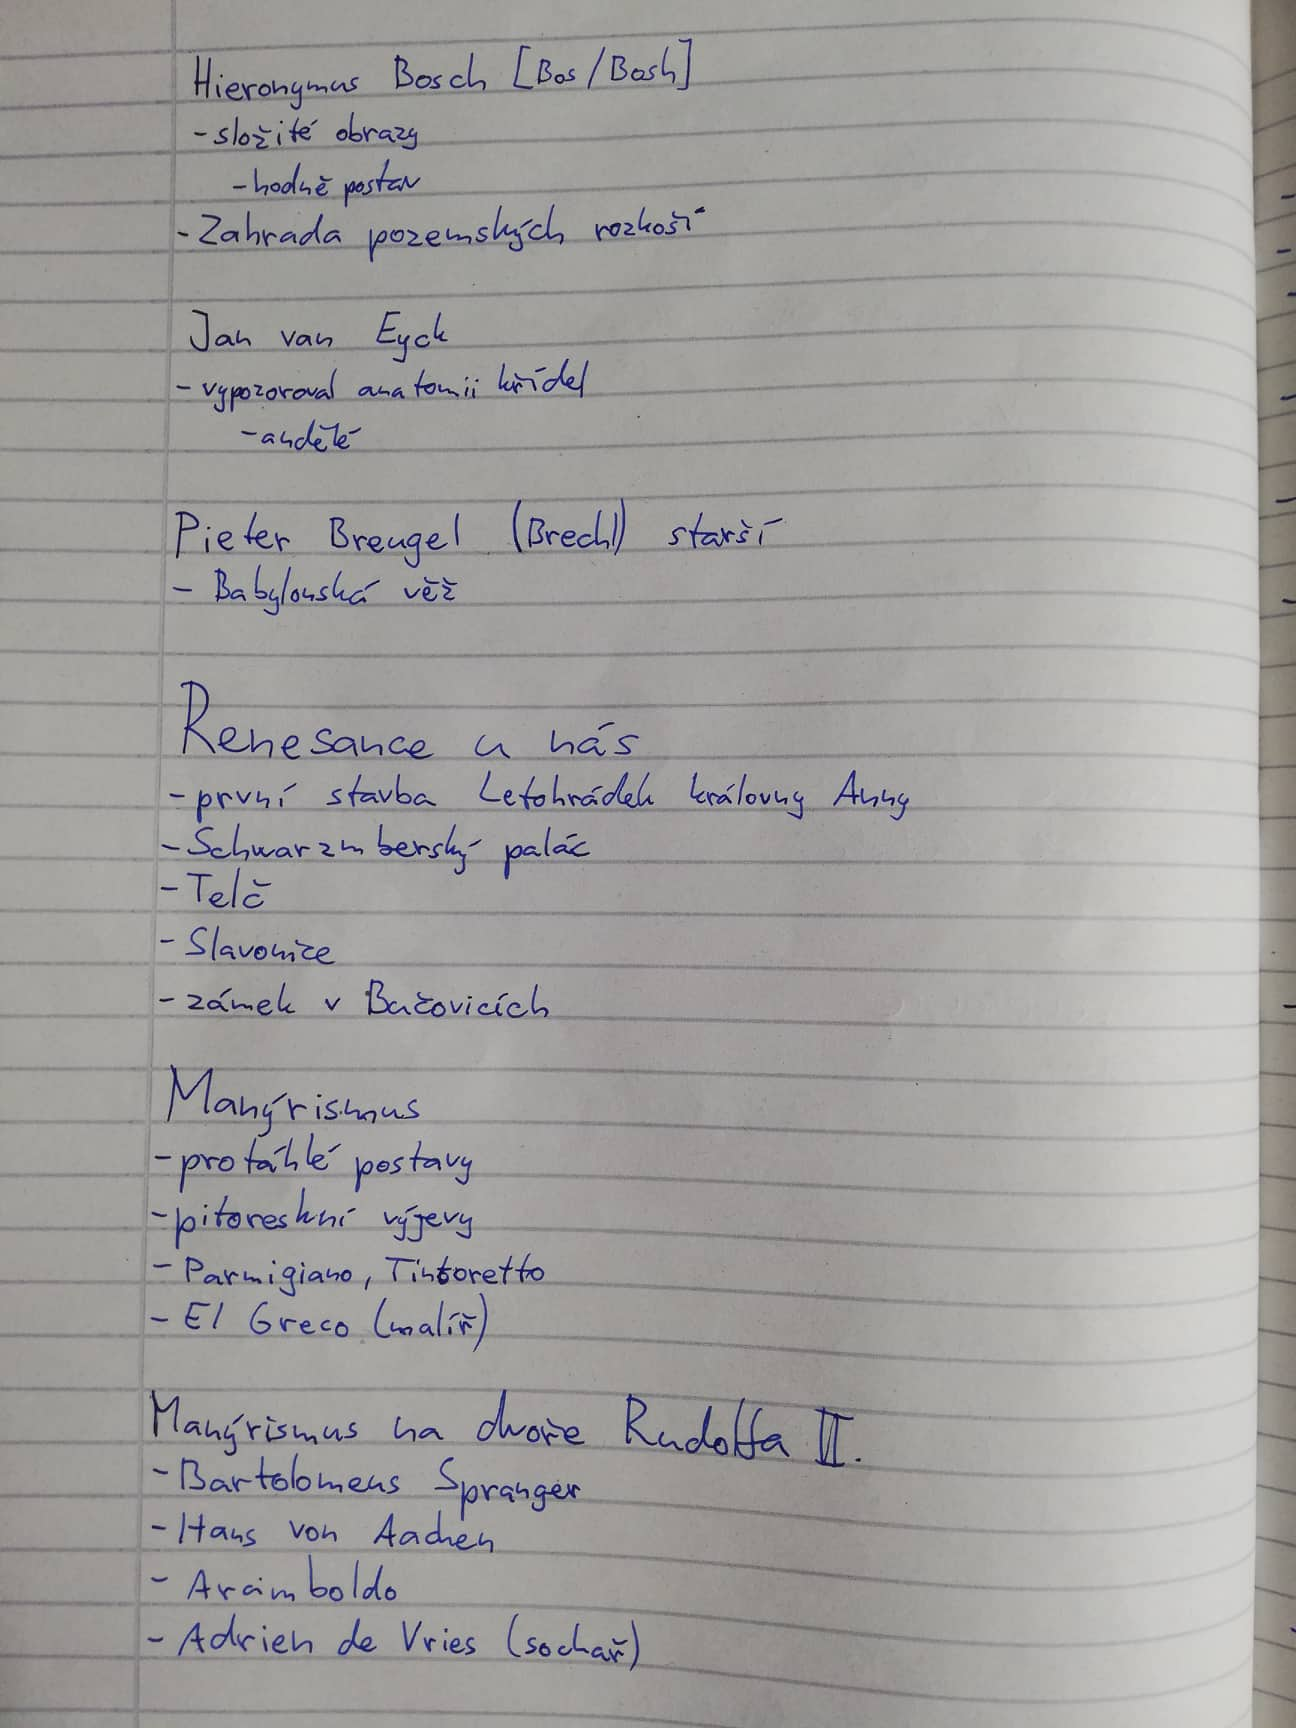 Hieronymus Bosch [Bos/Bosh]
-složité obrazy
-hodně postav
-Zahrada pozemských rozkoší
Jan van Eyck
-vypozoroval anatomii křídel
-andělé
Pieter Breugel (Brechl) starší
- Babylonská věž
Renesance u nás
-první stavba Letohrádek královny Anny
-Schwarzmberský palác
-Telč
-Slavonice
-zámek v Bučovicích
Manýrismus
-protáhlé postavy
-pitoreskní výjevy
-Parmigiano, Tintoretto
-El Greco (malíř)
Manýrismus na dvoře Rudolfa II.
-Bartolomeus Spranger
-Hans von Aachen
-Arcimboldo
-Adrien de Vries (sochař)